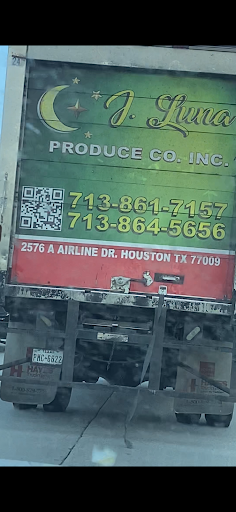 J. Luna
PRODUCE CO. INC.
713-861-7157
713-864-5656
2576 A AIRLINE DR. HOUSTON TX 77009